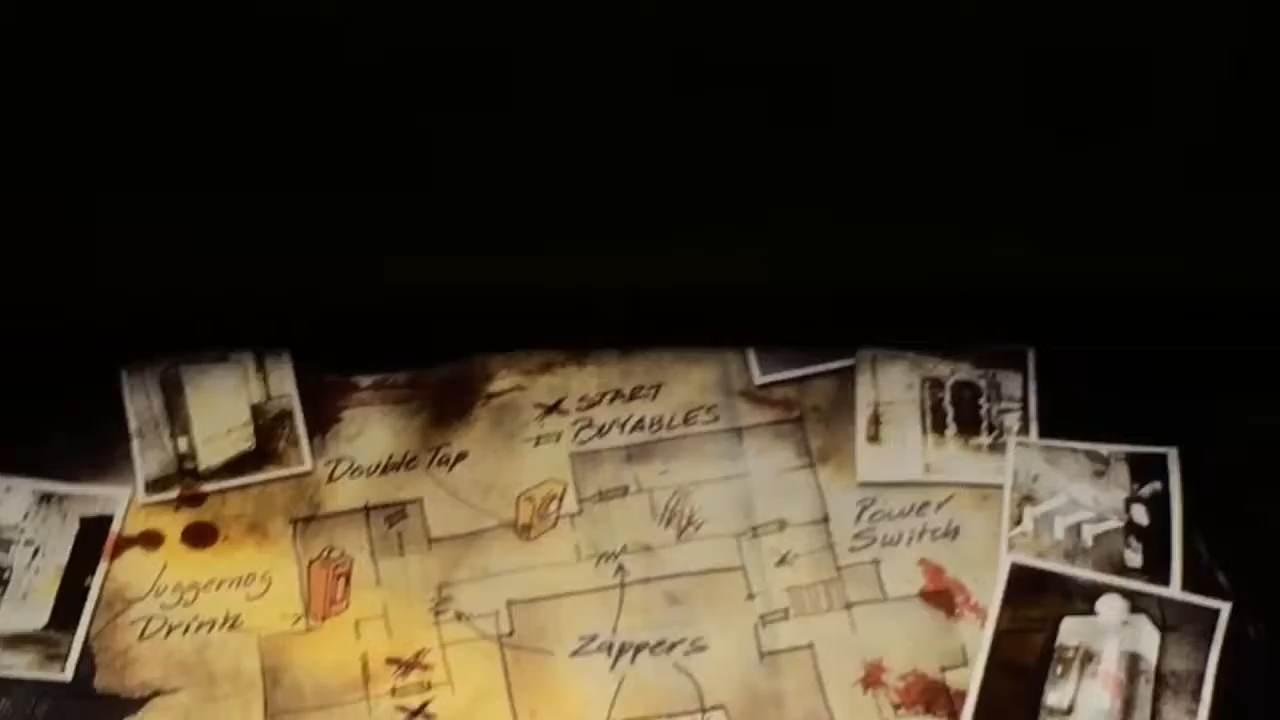 START
BUYABLES
Double Tap
Power
Switch
Juggernog
Drink
Zappers